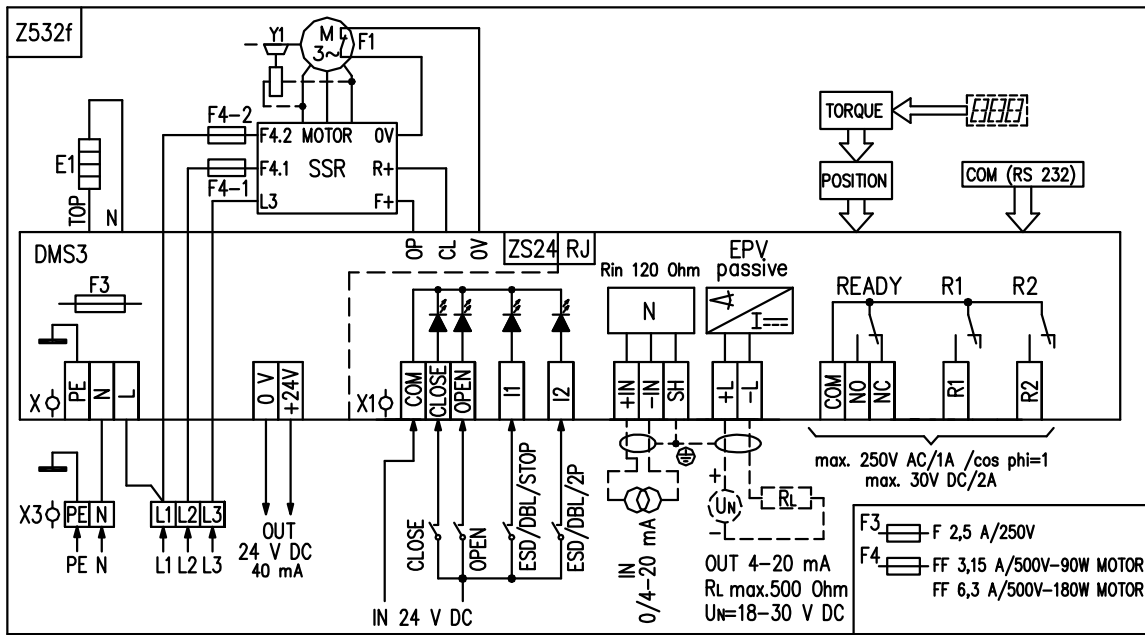 Z532f
Y1
M
3~
F1
F4-2
F4.2 MOTOR 0V
F4.1 SSR R+
F4-1
L3 F+
E1
TOP
N
TORQUE
POSITION
COM (RS 232)
DMS3
OP
CL
0V
ZS24 RJ
F3
Rin 120 Ohm
N
EPV
passive
I
READY R1 R2
X
PE
N
L
0 V
+24V
X1
COM
CLOSE
OPEN
I1
I2
+IN
-IN
SH
+L
-L
COM
NO
NC
R1
R2
X3
PE N
L1 L2 L3
PE N L1 L2 L3
OUT
24 V DC
40 mA
CLOSE
OPEN
ESD/DBL/STOP
ESD/DBL/2P
IN 24 V DC
IN
0/4-20 mA
+
UN
-
RL
OUT 4-20 mA
RL max.500 Ohm
UN=18-30 V DC
max. 250V AC/1A /cos phi=1
max. 30V DC/2A
F3 F 2,5 A/250V
F4 FF 3,15 A/500V-90W MOTOR
FF 6,3 A/500V-180W MOTOR